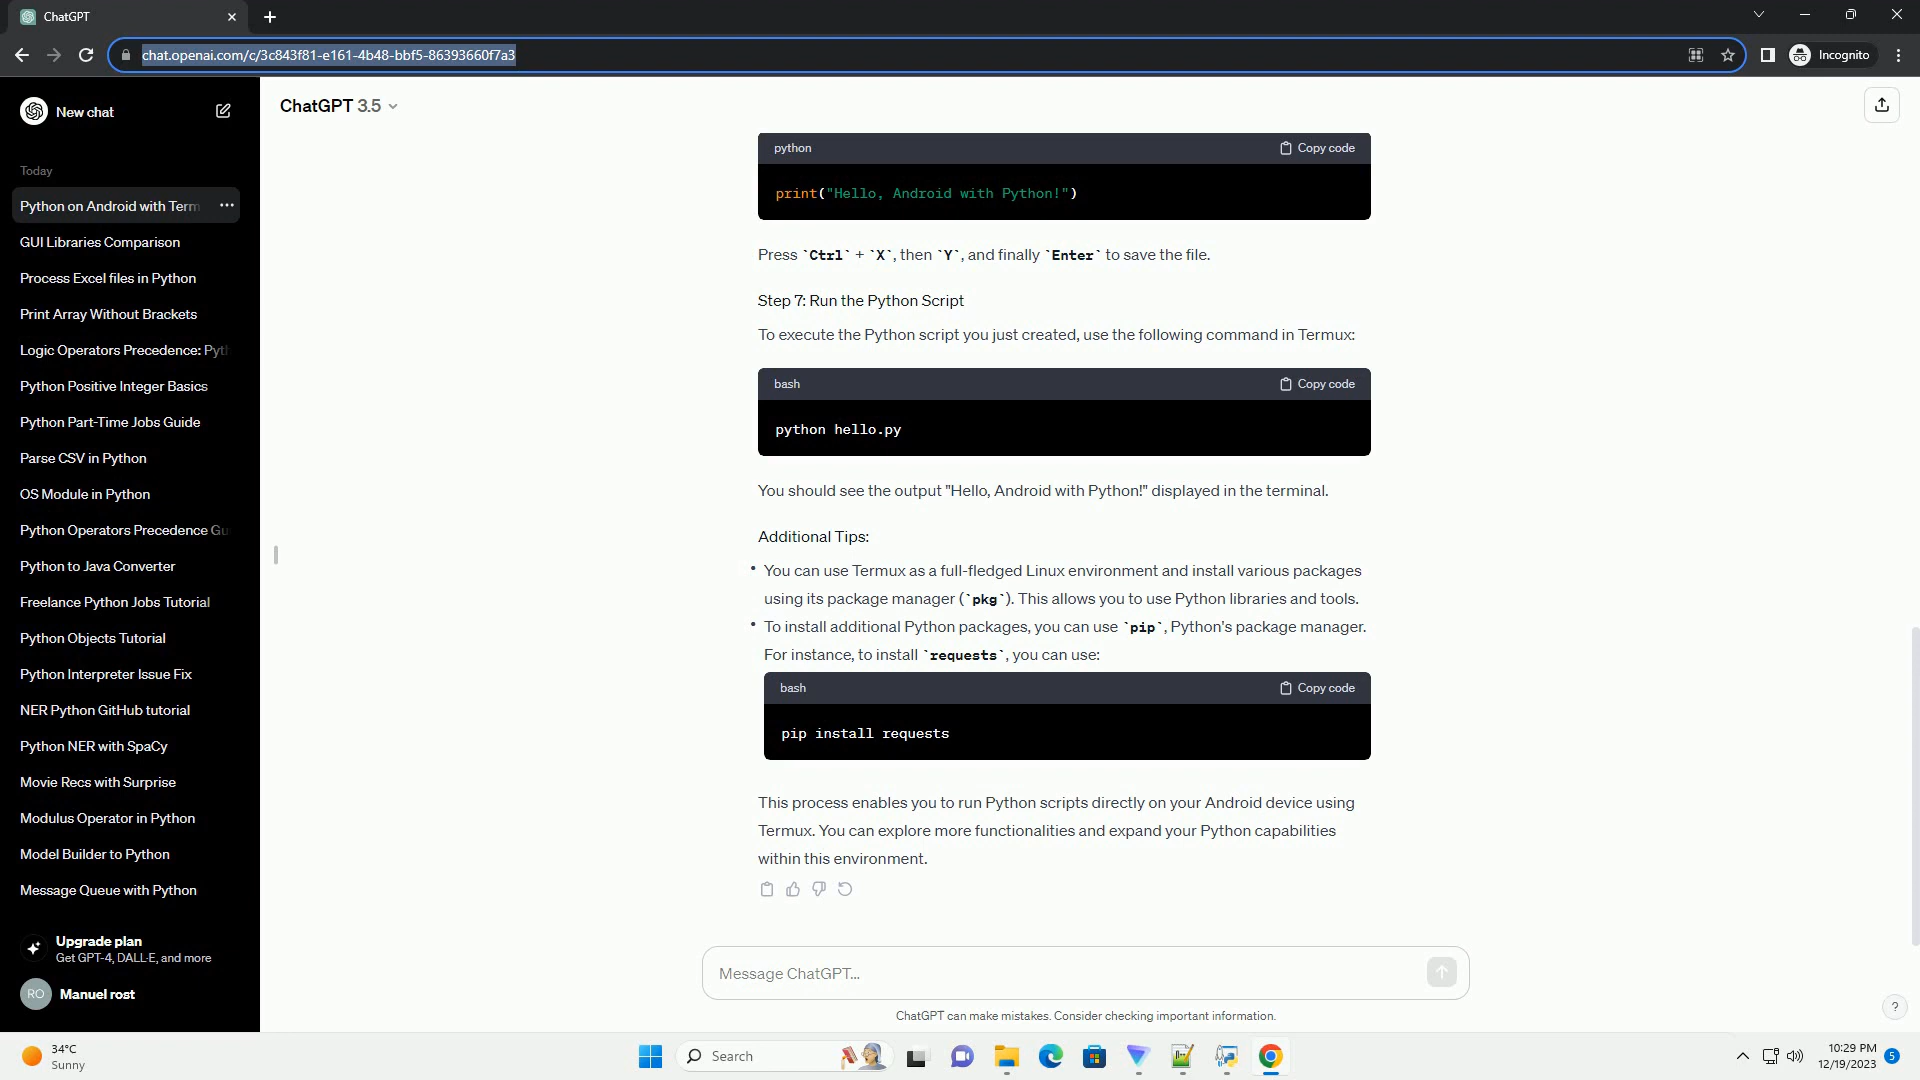 ChatGPT
chat.openai.com/c/3c843f81-e161-4b48-bbf5-86393660f7a3
Incognito
New chat
Today
Python on Android with Term
GUI Libraries Comparison
Process Excel files in Python
Print Array Without Brackets
Logic Operators Precedence: Pyth
Python Positive Integer Basics
Python Part-Time Jobs Guide
Parse CSV in Python
OS Module in Python
Python Operators Precedence Gu
Python to Java Converter
Freelance Python Jobs Tutorial
Python Objects Tutorial
Python Interpreter Issue Fix
NER Python GitHub tutorial
Python NER with SpaCy
Movie Recs with Surprise
Modulus Operator in Python
Model Builder to Python
Message Queue with Python
Upgrade plan
Get GPT-4, DALL·E, and more
RO Manuel rost
ChatGPT 3.5
python Copy code
print("Hello, Android with Python!")
Press `Ctrl` + `X`, then `Y`, and finally `Enter` to save the file.
Step 7: Run the Python Script
To execute the Python script you just created, use the following command in Termux:
bash Copy code
python hello.py
You should see the output "Hello, Android with Python!" displayed in the terminal.
Additional Tips:
• You can use Termux as a full-fledged Linux environment and install various packages
using its package manager (`pkg`). This allows you to use Python libraries and tools.
• To install additional Python packages, you can use `pip`, Python's package manager.
For instance, to install `requests`, you can use:
bash Copy code
pip install requests
This process enables you to run Python scripts directly on your Android device using
Termux. You can explore more functionalities and expand your Python capabilities
within this environment.
Message ChatGPT...
ChatGPT can make mistakes. Consider checking important information.
?
34°C
Sunny
Search
10:29 PM
12/19/2023
5